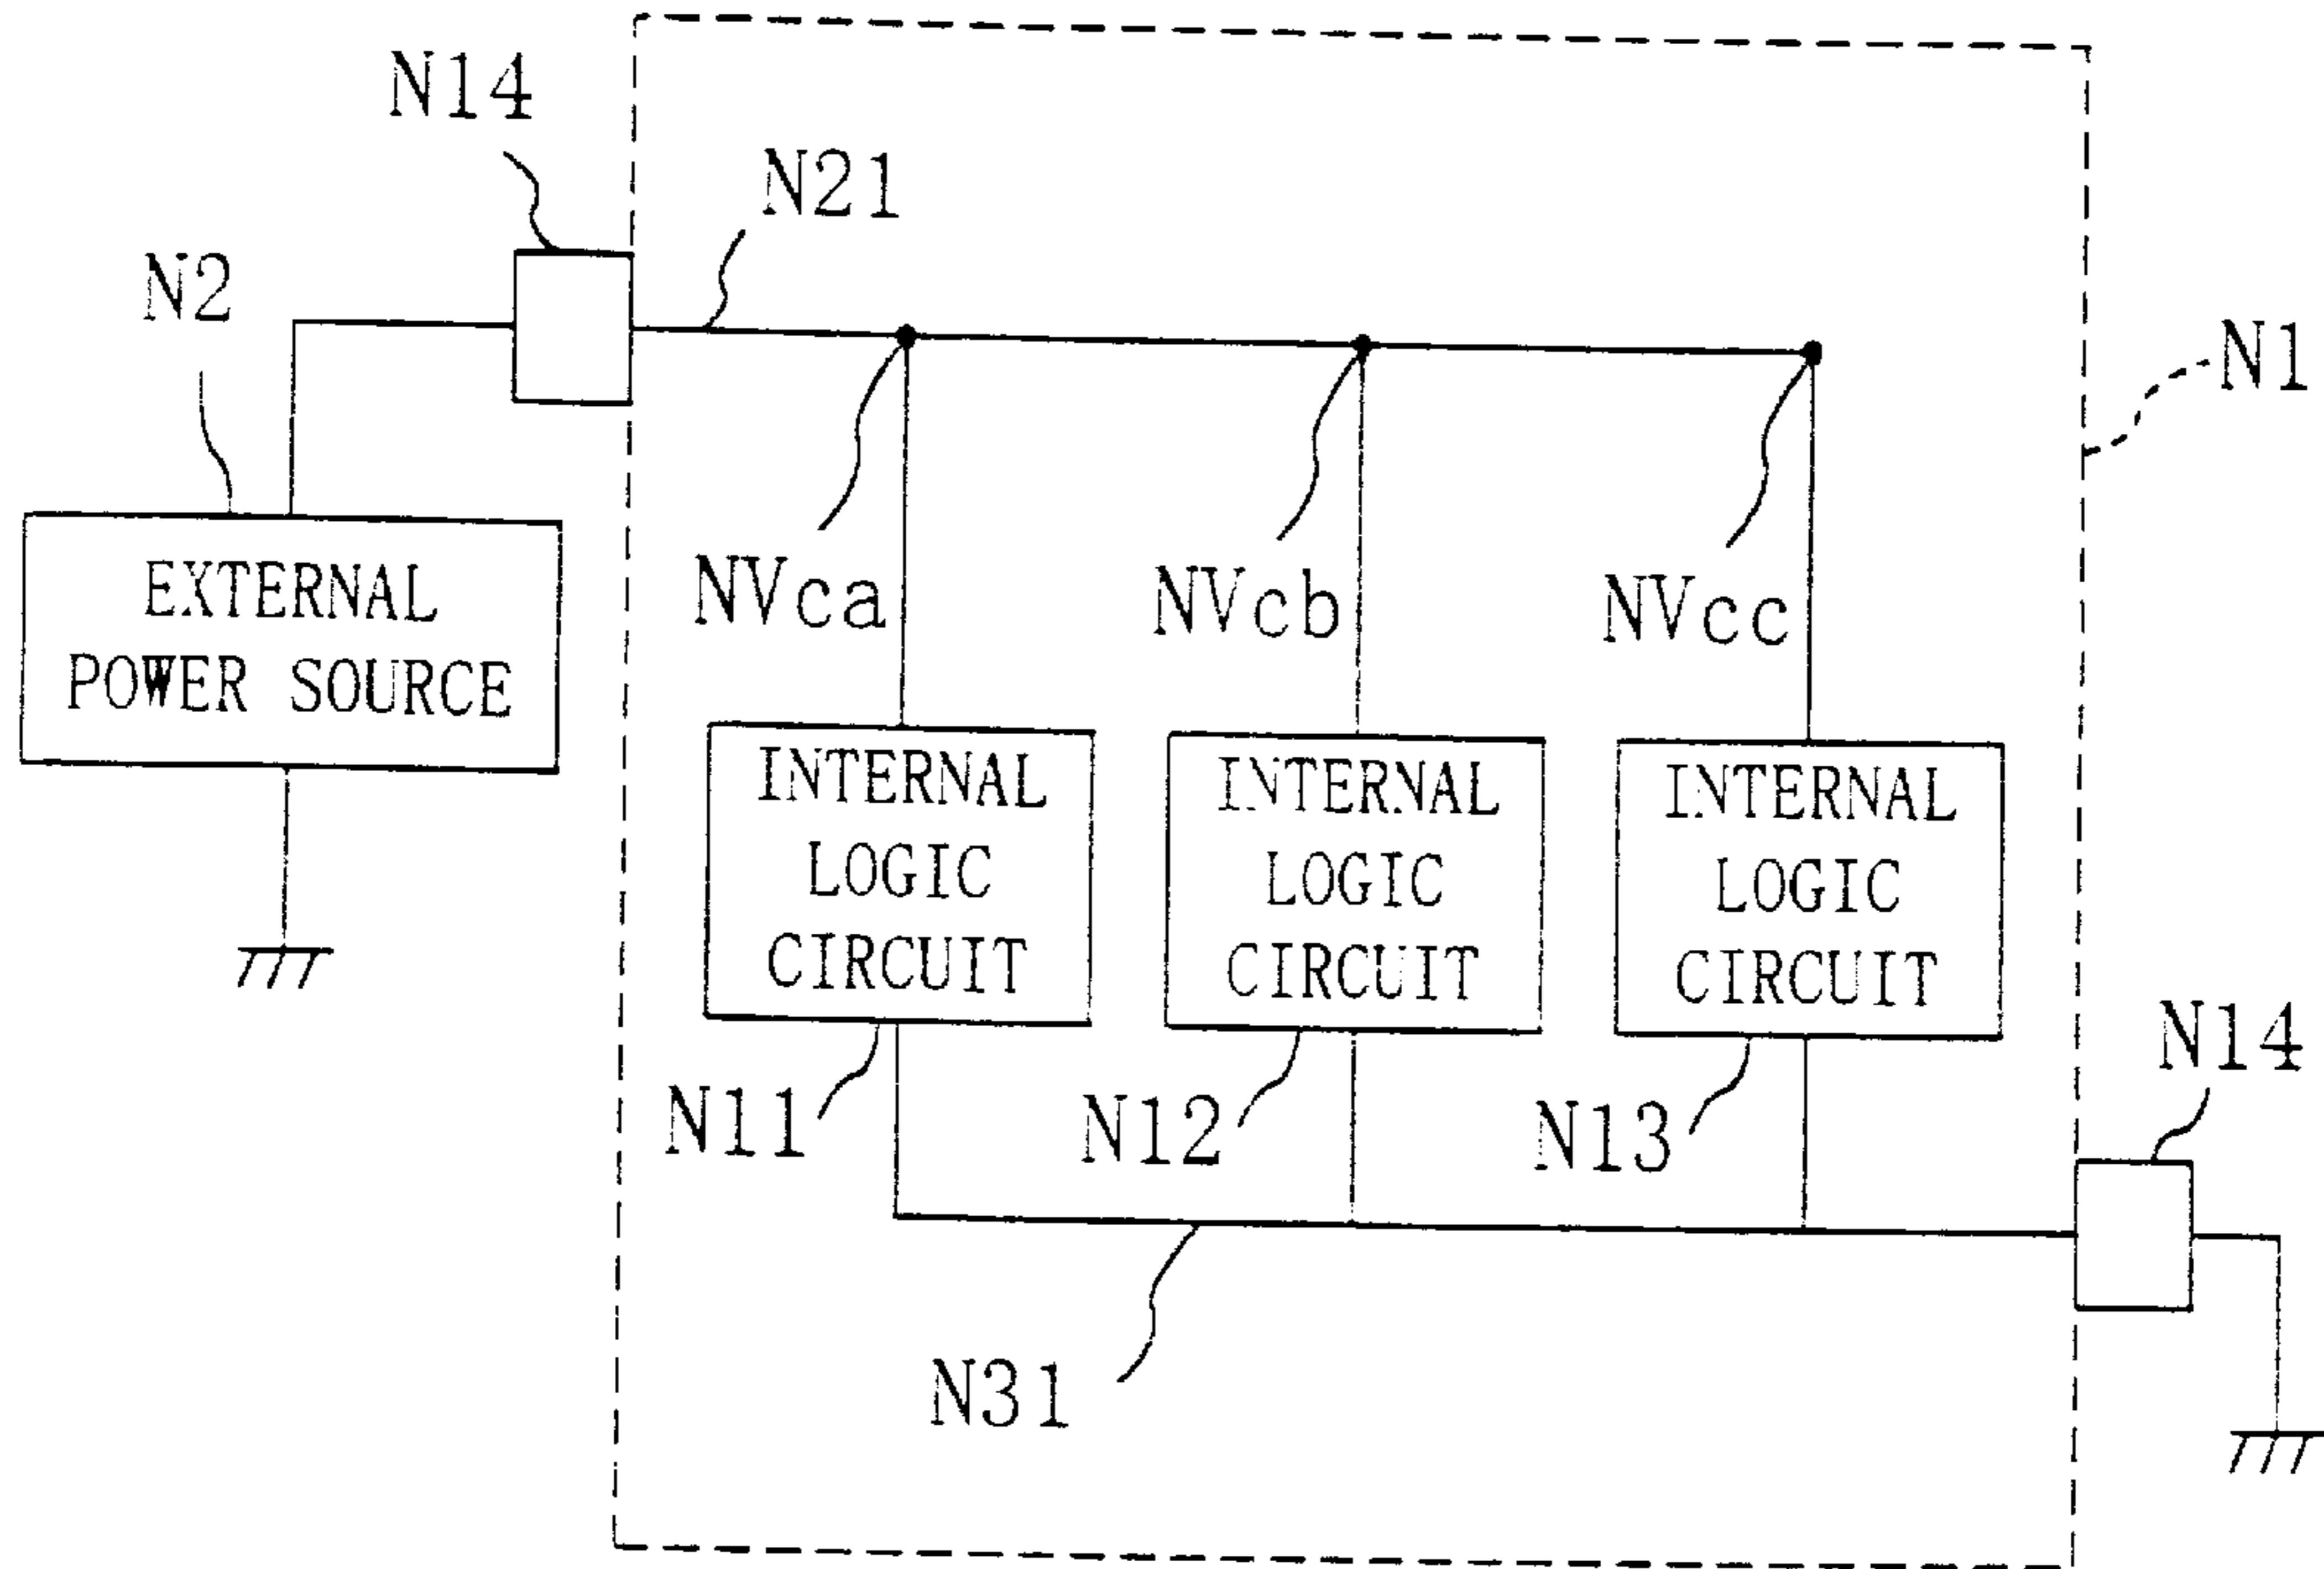 N14
N21
N2
N1
EXTERNAL
POWER SOURCE
NVca
NVcb
NVcc
INTERNAL
LOGIC
CIRCUIT
INTERNAL
LOGIC
CIRCUIT
INTERNAL
LOGIC
CIRCUIT
N11
N12
N13
N14
N31